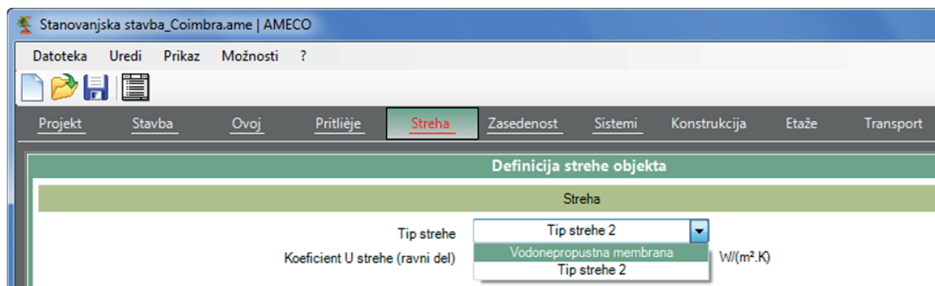 Stanovanjska stavba_Coimbra.ame | AMECO
Datoteka Uredi Prikaz Možnosti ?
Projekt Stavba Ovoj Pritlièje Streha Zasedenost Sistemi Konstrukcija Etaže Transport
Definicija strehe objekta
Streha
Tip strehe Tip strehe 2
Koeficient U strehe (ravni del) Vodonepropustna membrana W/(m².K)
Tip strehe 2